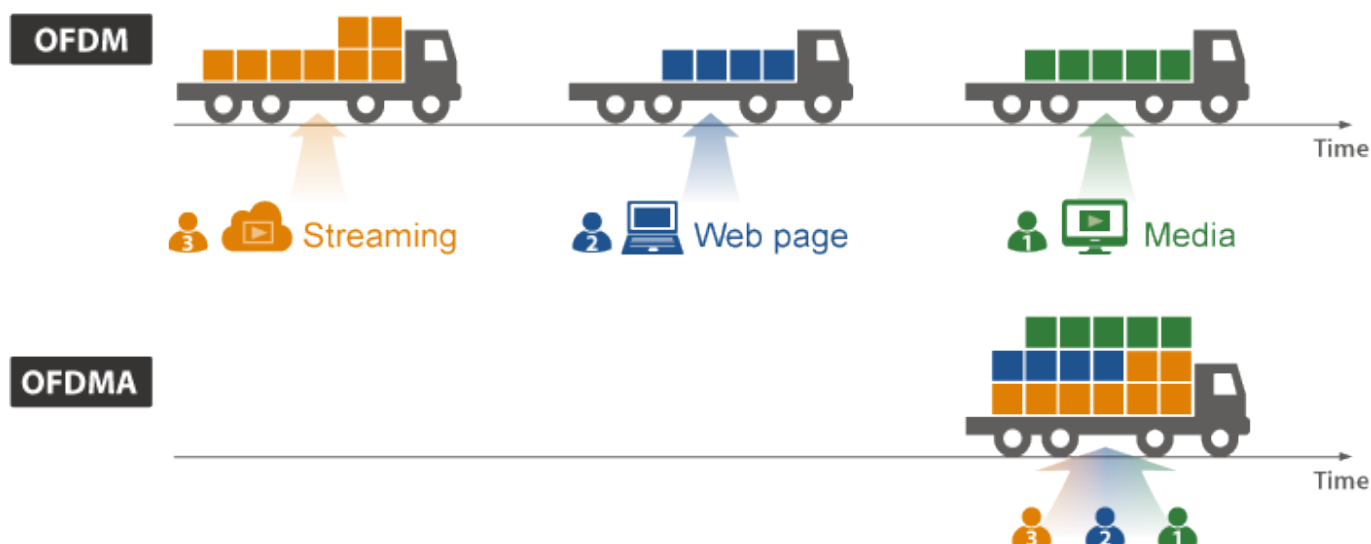 OFDM
Time
3 Streaming
2 Web page
1 Media
OFDMA
Time
3 2 1